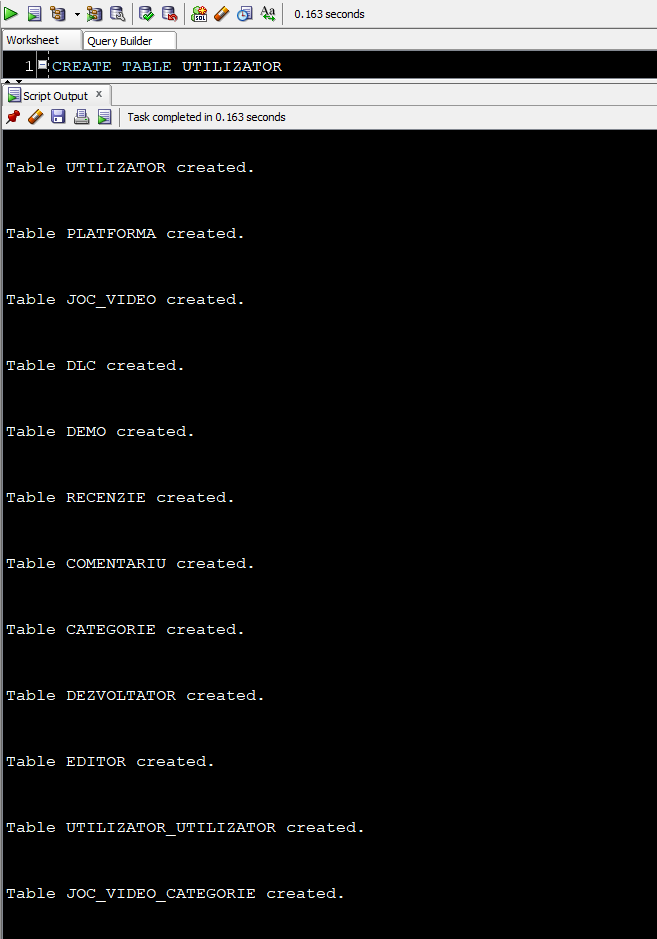 0.163 seconds
Worksheet Query Builder
1 CREATE TABLE UTILIZATOR
Script Output x
Task completed in 0.163 seconds
Table UTILIZATOR created.
Table PLATFORMA created.
Table JOC_VIDEO created.
Table DLC created.
Table DEMO created.
Table RECENZIE created.
Table COMENTARIU created.
Table CATEGORIE created.
Table DEZVOLTATOR created.
Table EDITOR created.
Table UTILIZATOR_UTILIZATOR created.
Table JOC_VIDEO_CATEGORIE created.